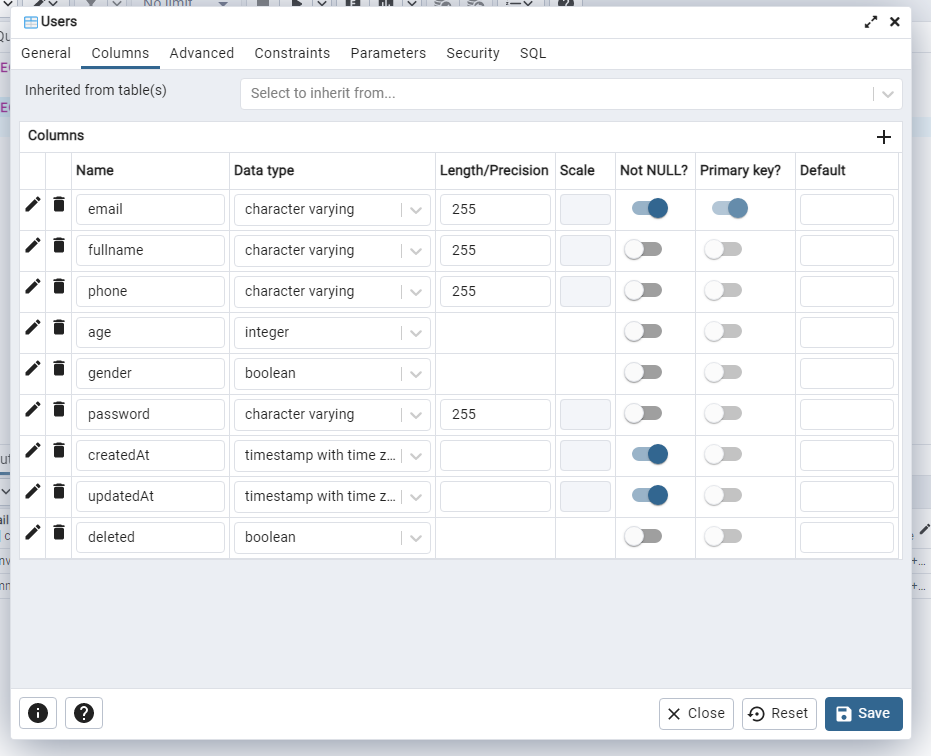 No limit
Users
General Columns Advanced Constraints Parameters Security SQL
Inherited from table(s) Select to inherit from...
Columns
Name Data type Length/Precision Scale Not NULL? Primary key? Default
email character varying 255
fullname character varying 255
phone character varying 255
age integer
gender boolean
password character varying 255
createdAt timestamp with time z...
updatedAt timestamp with time z...
deleted boolean
Close Reset Save